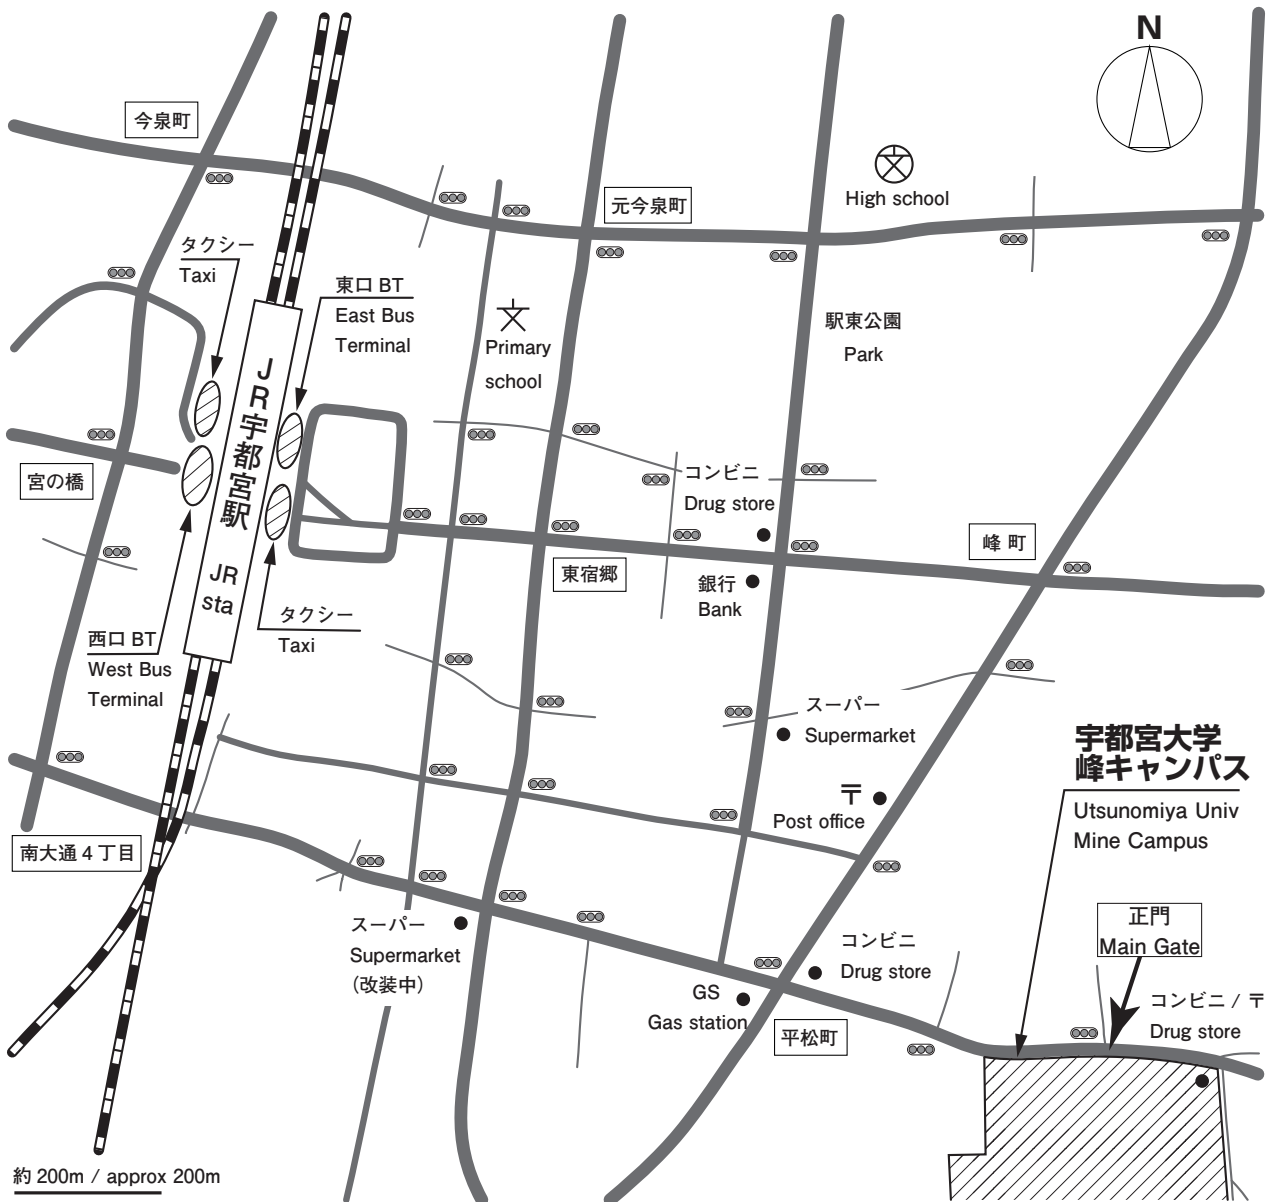 N
今泉町
元今泉町
High school
タクシー
Taxi
東口 BT
East Bus
Terminal
駅東公園
Park
Primary
school
JR宇都宮駅
JR
sta
宮の橋
コンビニ
Drug store
峰 町
東宿郷
銀行
Bank
タクシー
Taxi
西口 BT
West Bus
Terminal
スーパー
Supermarket
宇都宮大学
峰キャンパス
Utsunomiya Univ
Mine Campus
〒
Post office
南大通４丁目
正門
Main Gate
スーパー
Supermarket
（改装中）
コンビニ
Drug store
GS
Gas station
平松町
コンビニ / 〒
Drug store
約 200m / approx 200m